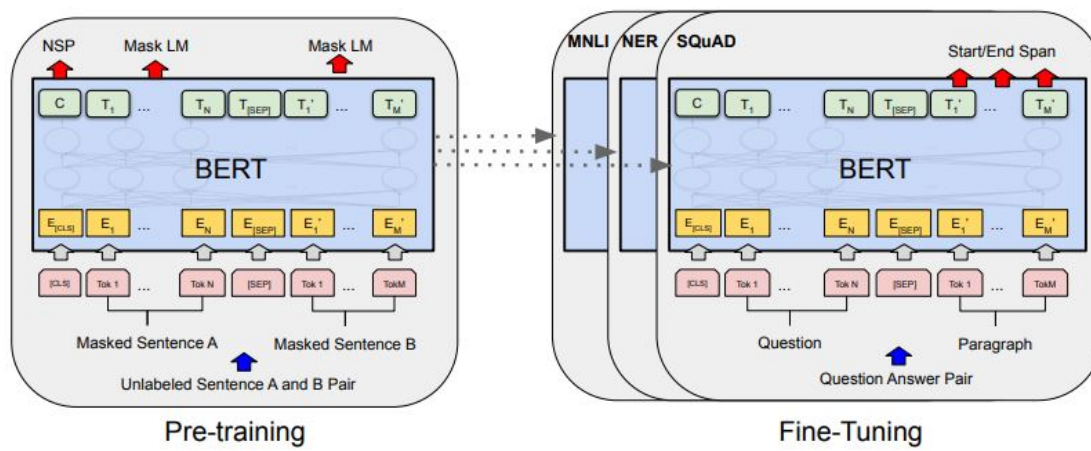 NSP Mask LM Mask LM
C T1 ... TN T[SEP] T1' ... TM'
BERT
E[CLS] E1 ... EN E[SEP] E1' ... EM'
[CLS] Tok 1 ... Tok N [SEP] Tok 1 ... TokM
Masked Sentence A Masked Sentence B
Unlabeled Sentence A and B Pair
Pre-training
MNLI NER SQuAD
Start/End Span
C T1 ... TN T[SEP] T1' ... TM'
BERT
E[CLS] E1 ... EN E[SEP] E1' ... EM'
[CLS] Tok 1 ... Tok N [SEP] Tok 1 ... TokM
Question Paragraph
Question Answer Pair
Fine-Tuning